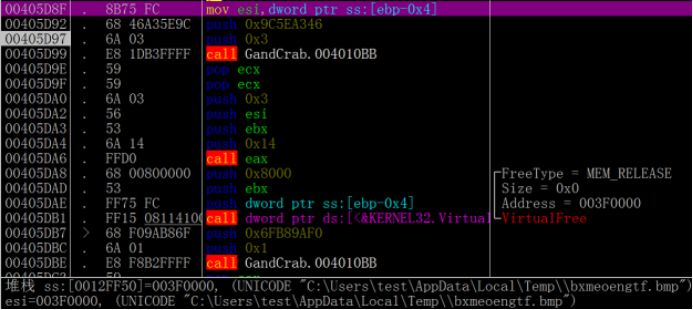 00405D8F . 8B75 FC mov esi,dword ptr ss:[ebp-0x4]
00405D92 . 68 46A35E9C push 0x9C5EA346
00405D97 . 6A 03 push 0x3
00405D99 . E8 1DB3FFFF call GandCrab.004010BB
00405D9E . 59 pop ecx
00405D9F . 59 pop ecx
00405DA0 . 6A 03 push 0x3
00405DA2 . 56 push esi
00405DA3 . 53 push ebx
00405DA4 . 6A 14 push 0x14
00405DA6 . FFD0 call eax
00405DA8 . 68 00800000 push 0x8000 FreeType = MEM_RELEASE
00405DAD . 53 push ebx Size = 0x0
00405DAE . FF75 FC push dword ptr ss:[ebp-0x4] Address = 003F0000
00405DB1 . FF15 08114100 call dword ptr ds:[<&KERNEL32.Virtual VirtualFree
00405DB7 > 68 F09AB86F push 0x6FB89AF0
00405DBC . 6A 01 push 0x1
00405DBE . E8 F8B2FFFF call GandCrab.004010BB
堆栈 ss:[0012FF50]=003F0000, (UNICODE "C:\Users\test\AppData\Local\Temp\\bxmeoengtf.bmp")
esi=003F0000, (UNICODE "C:\Users\test\AppData\Local\Temp\\bxmeoengtf.bmp")